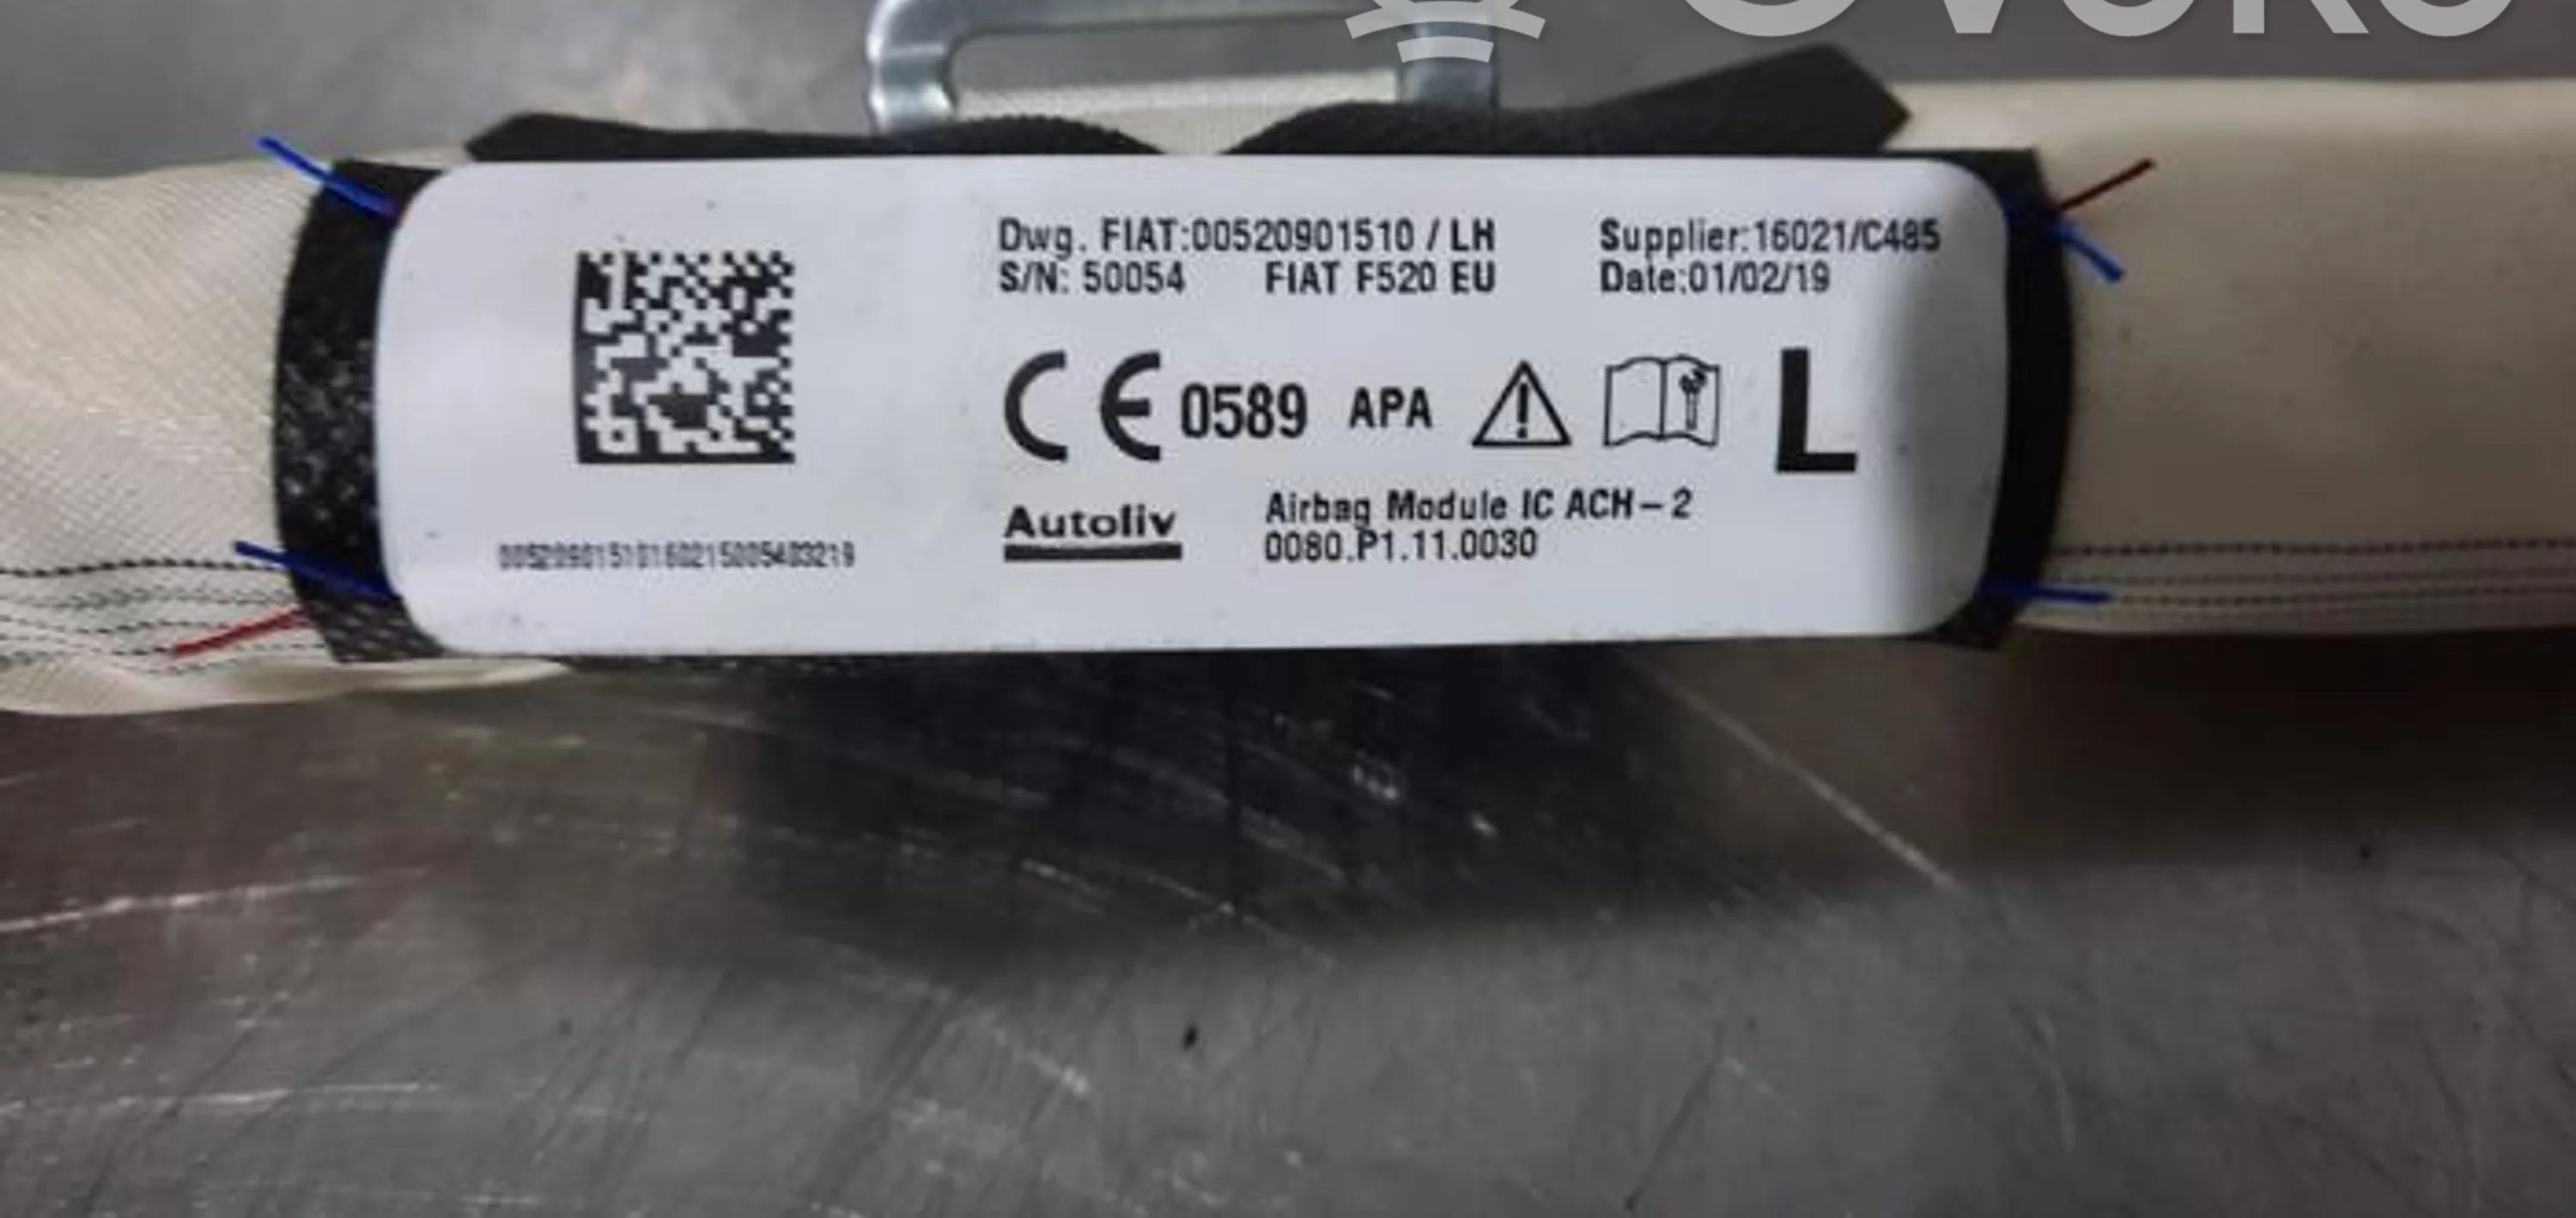 Dwg. FIAT:00520901510 / LH
S/N: 50054 FIAT F520 EU
Supplier:16021/C485
Date:01/02/19
CE 0589 APA L
Autoliv
Airbag Module IC ACH-2
0080.P1.11.0030